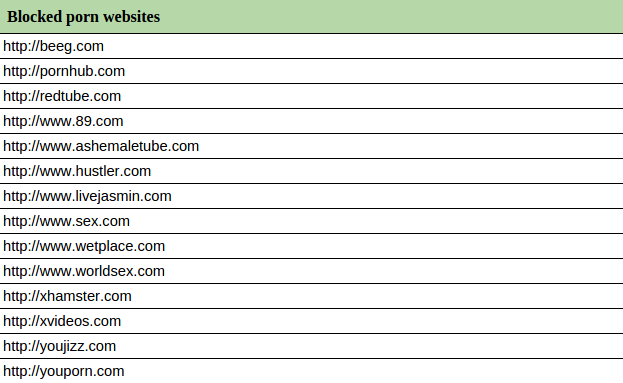 Blocked porn websites
http://beeg.com
http://pornhub.com
http://redtube.com
http://www.89.com
http://www.ashemaletube.com
http://www.hustler.com
http://www.livejasmin.com
http://www.sex.com
http://www.wetplace.com
http://www.worldsex.com
http://xhamster.com
http://xvideos.com
http://youjizz.com
http://youporn.com